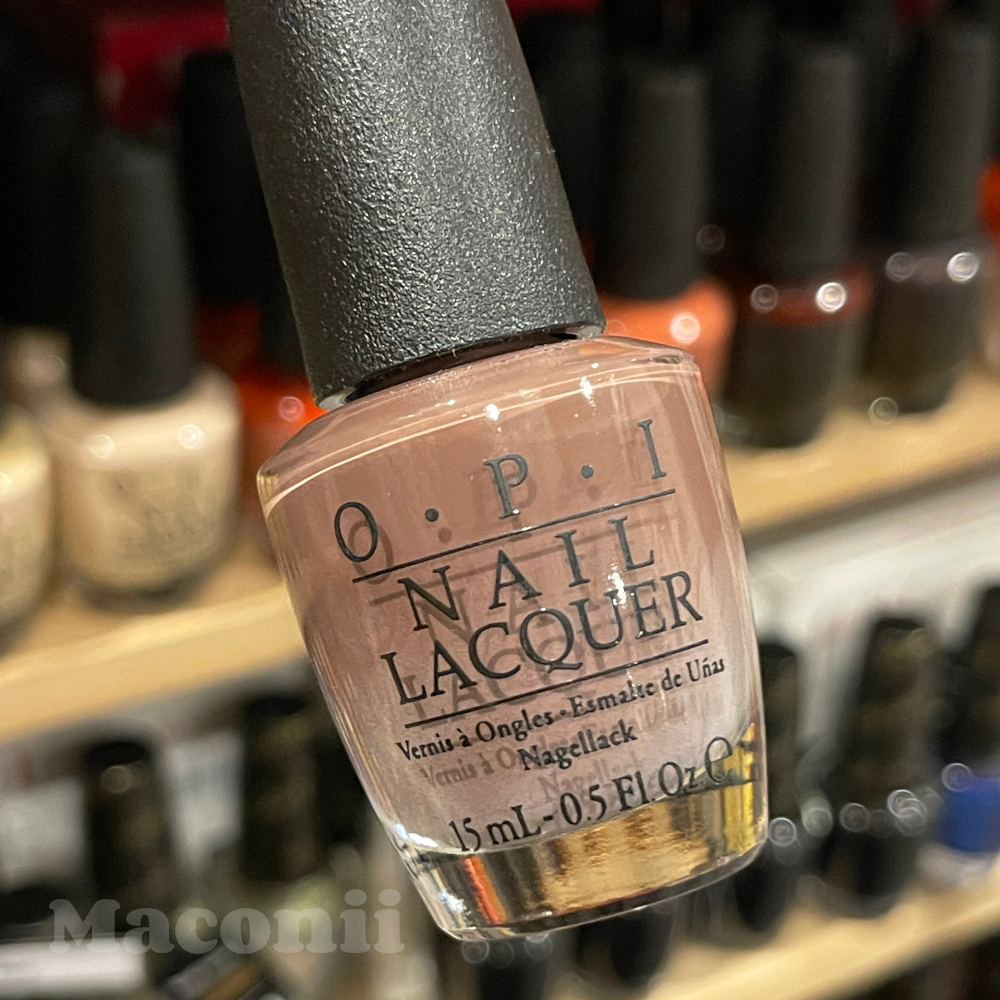 O·P·I
NAIL
LACQUER
Vernis à Ongles · Esmalte de Uñas
Nagellack
15 mL - 0.5 Fl Oz ℮
Maconii